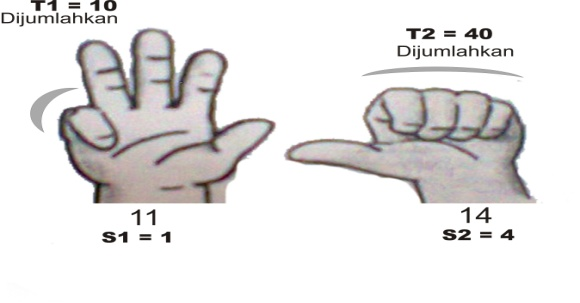 T1 = 10
Dijumlahkan
T2 = 40
Dijumlahkan
11
S1 = 1
14
S2 = 4